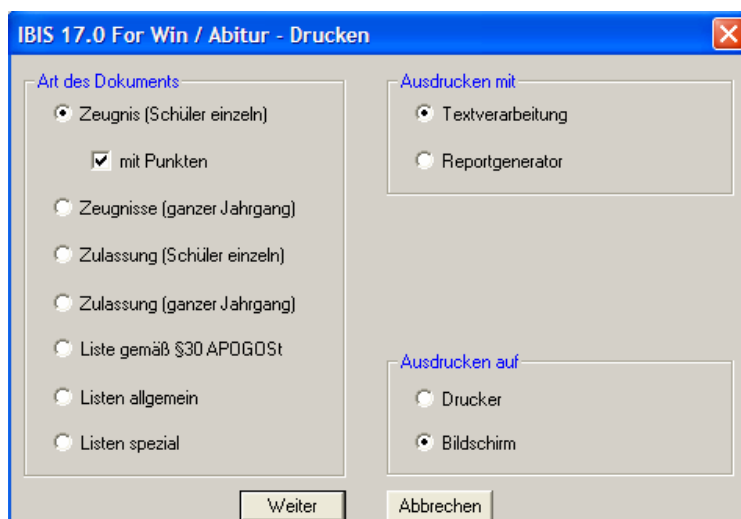 IBIS 17.0 For Win / Abitur - Drucken
Art des Dokuments
Zeugnis (Schüler einzeln)
mit Punkten
Zeugnisse (ganzer Jahrgang)
Zulassung (Schüler einzeln)
Zulassung (ganzer Jahrgang)
Liste gemäß §30 APOGOSt
Listen allgemein
Listen spezial
Ausdrucken mit
Textverarbeitung
Reportgenerator
Ausdrucken auf
Drucker
Bildschirm
Weiter
Abbrechen